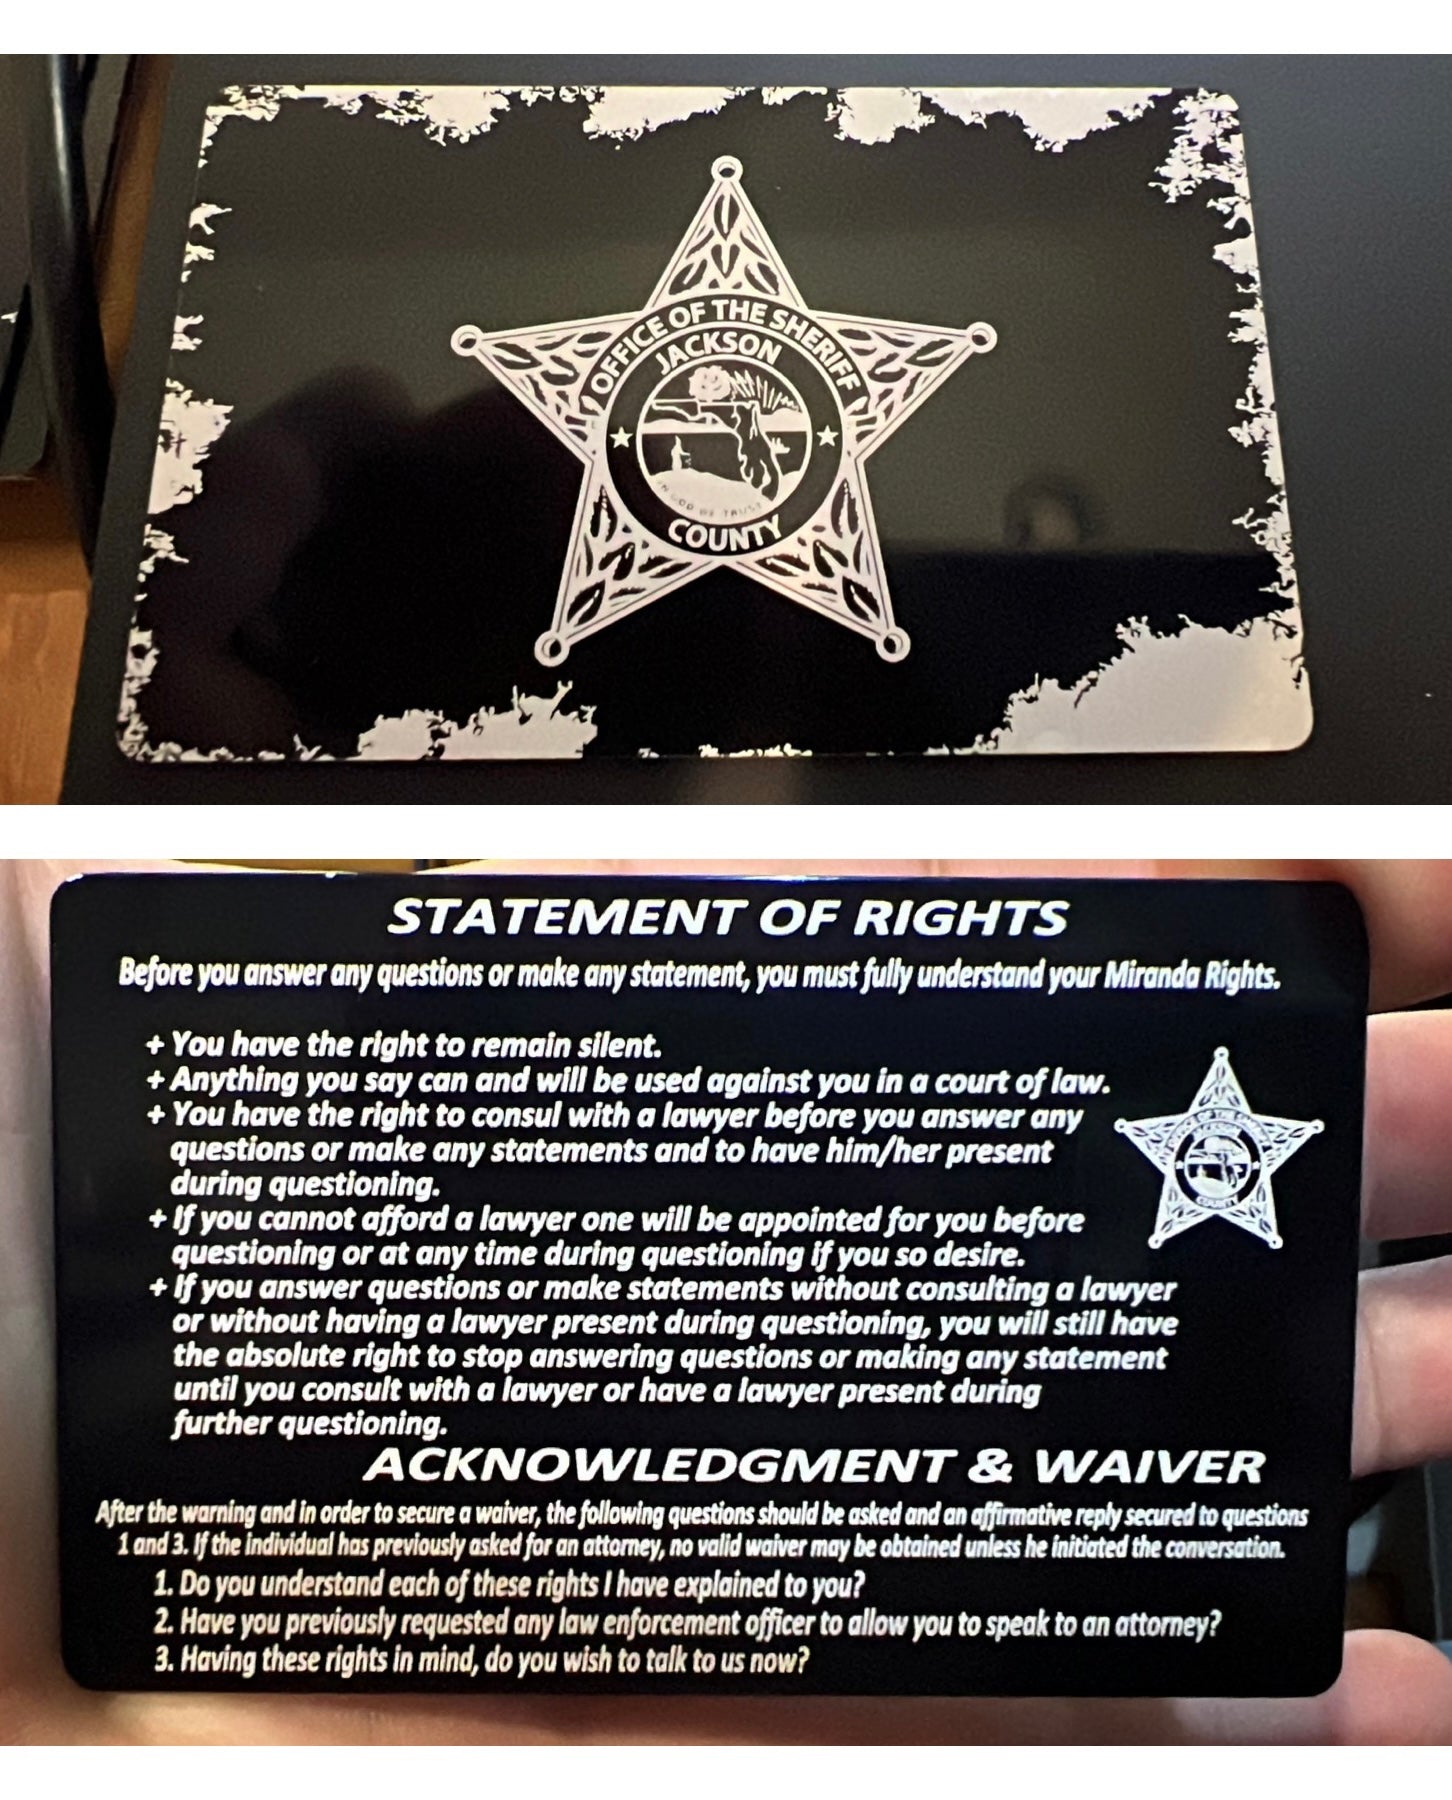 OFFICE OF THE SHERIFF
JACKSON
IN GOD WE TRUST
COUNTY
STATEMENT OF RIGHTS
Before you answer any questions or make any statement, you must fully understand your Miranda Rights.
+ You have the right to remain silent.
+ Anything you say can and will be used against you in a court of law.
+ You have the right to consul with a lawyer before you answer any
questions or make any statements and to have him/her present
during questioning.
+ If you cannot afford a lawyer one will be appointed for you before
questioning or at any time during questioning if you so desire.
+ If you answer questions or make statements without consulting a lawyer
or without having a lawyer present during questioning, you will still have
the absolute right to stop answering questions or making any statement
until you consult with a lawyer or have a lawyer present during
further questioning.
ACKNOWLEDGMENT & WAIVER
After the warning and in order to secure a waiver, the following questions should be asked and an affirmative reply secured to questions
1 and 3. If the individual has previously asked for an attorney, no valid waiver may be obtained unless he initiated the conversation.
1. Do you understand each of these rights I have explained to you?
2. Have you previously requested any law enforcement officer to allow you to speak to an attorney?
3. Having these rights in mind, do you wish to talk to us now?